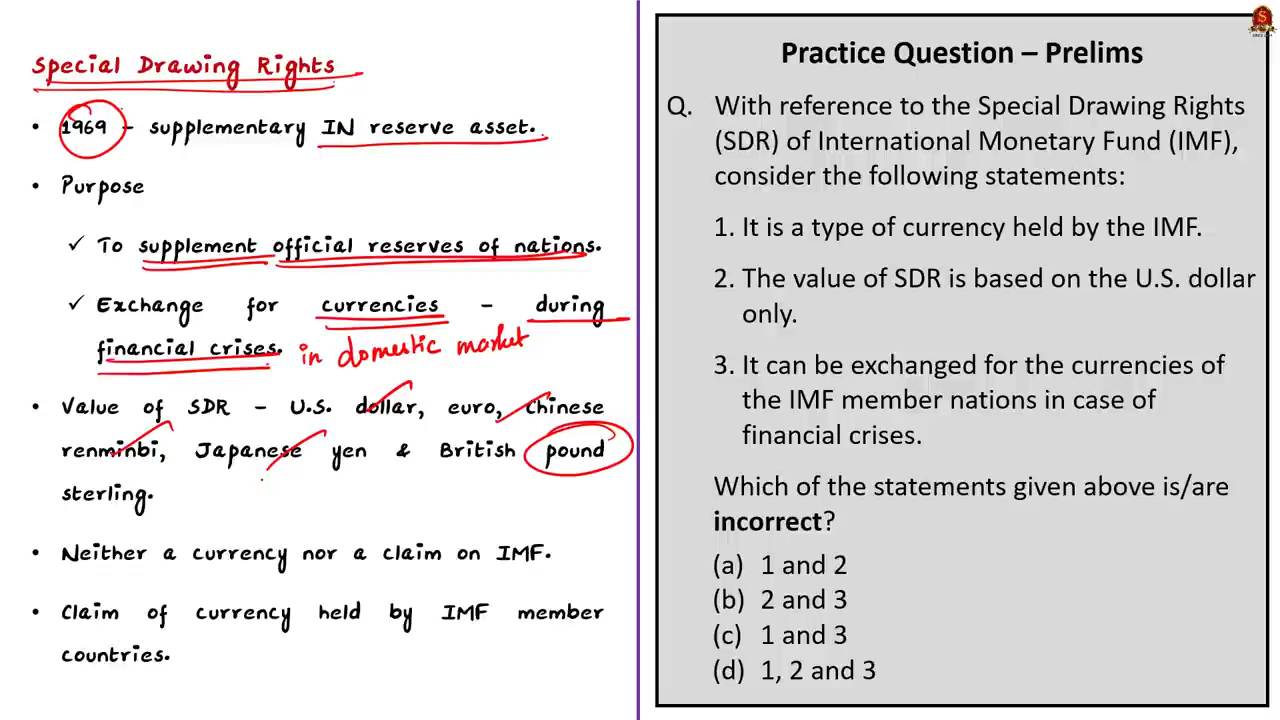 Special Drawing Rights
• 1969 - supplementary IN reserve asset.
• Purpose
✓ To supplement official reserves of nations.
✓ Exchange for currencies - during
financial crises. in domestic market
• Value of SDR - U.S. dollar, euro, Chinese
renminbi, Japanese yen & British pound
sterling.
• Neither a currency nor a claim on IMF.
• Claim of currency held by IMF member
countries.
Practice Question – Prelims
Q. With reference to the Special Drawing Rights
(SDR) of International Monetary Fund (IMF),
consider the following statements:
1. It is a type of currency held by the IMF.
2. The value of SDR is based on the U.S. dollar
only.
3. It can be exchanged for the currencies of
the IMF member nations in case of
financial crises.
Which of the statements given above is/are
incorrect?
(a) 1 and 2
(b) 2 and 3
(c) 1 and 3
(d) 1, 2 and 3